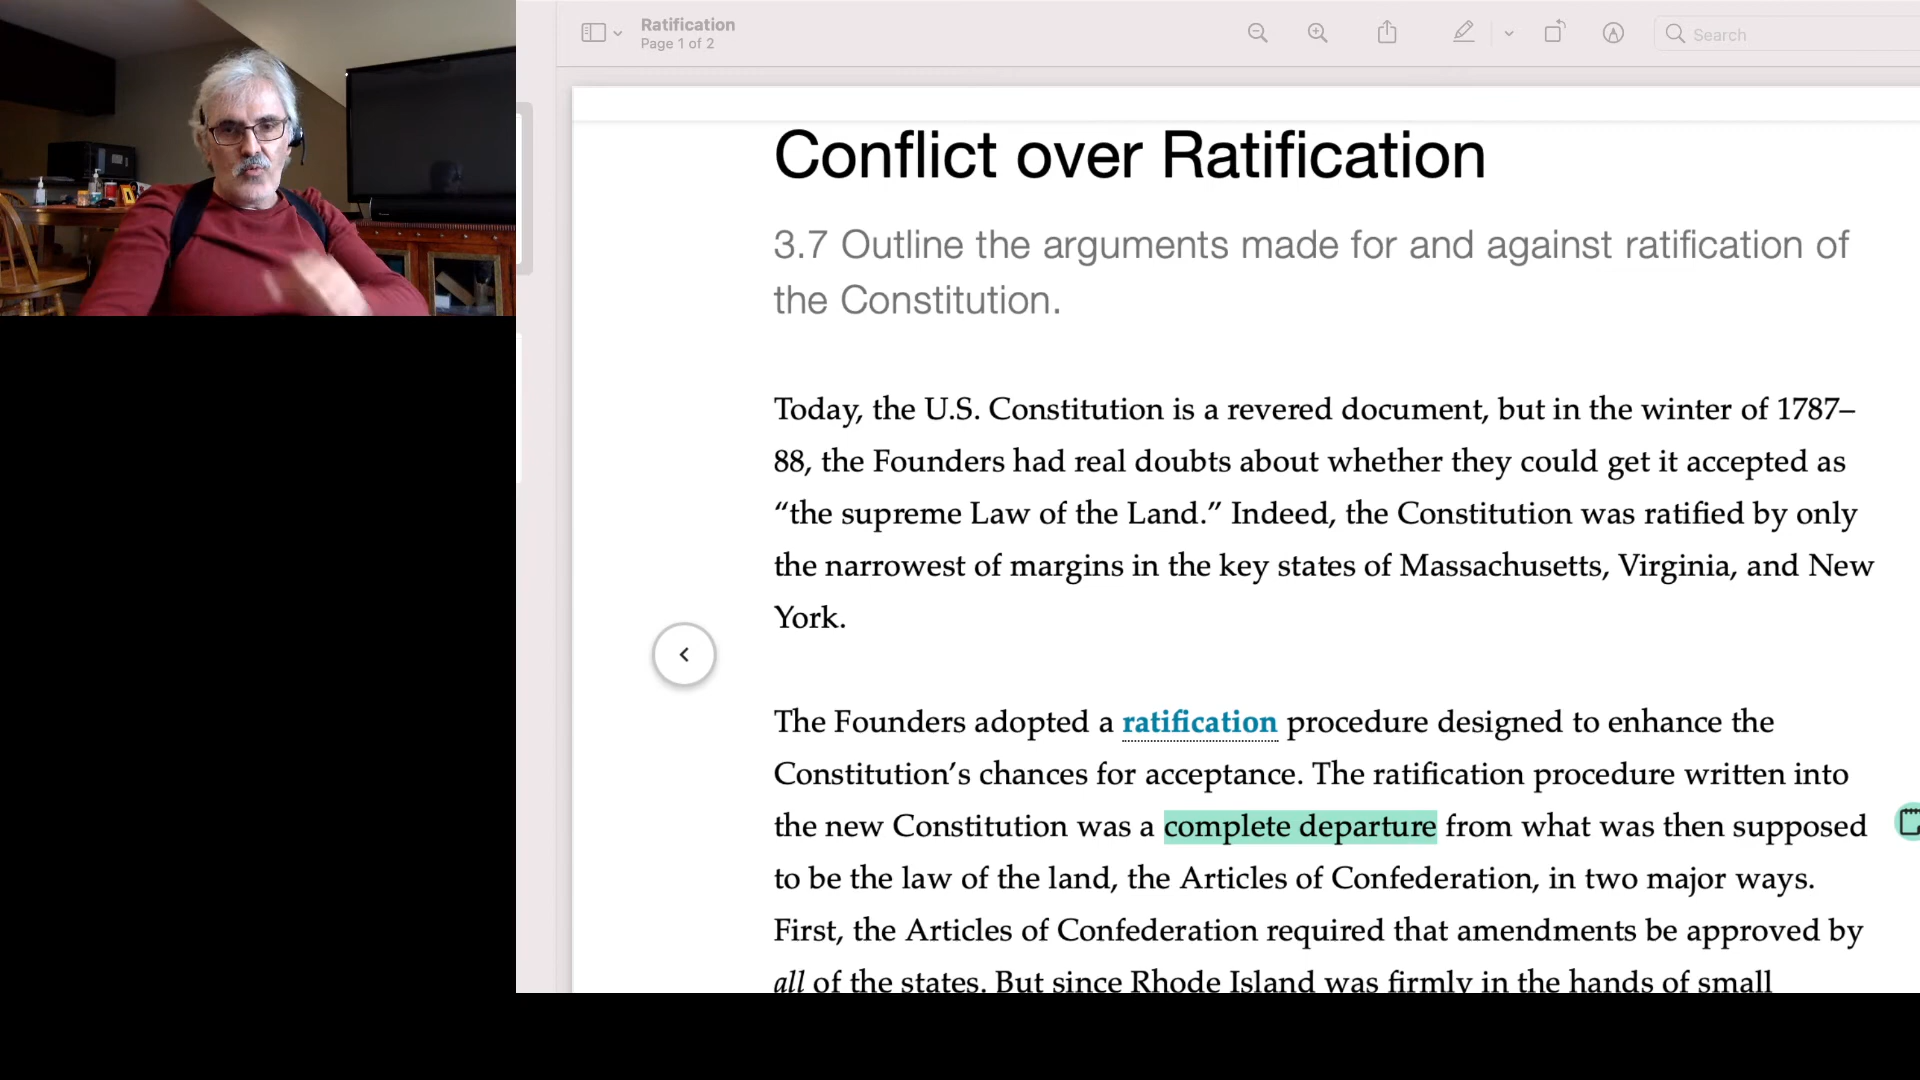 Ratification
Page 1 of 2
Search
Conflict over Ratification
3.7 Outline the arguments made for and against ratification of
the Constitution.
Today, the U.S. Constitution is a revered document, but in the winter of 1787–
88, the Founders had real doubts about whether they could get it accepted as
“the supreme Law of the Land.” Indeed, the Constitution was ratified by only
the narrowest of margins in the key states of Massachusetts, Virginia, and New
York.
The Founders adopted a ratification procedure designed to enhance the
Constitution’s chances for acceptance. The ratification procedure written into
the new Constitution was a complete departure from what was then supposed
to be the law of the land, the Articles of Confederation, in two major ways.
First, the Articles of Confederation required that amendments be approved by
all of the states. But since Rhode Island was firmly in the hands of small